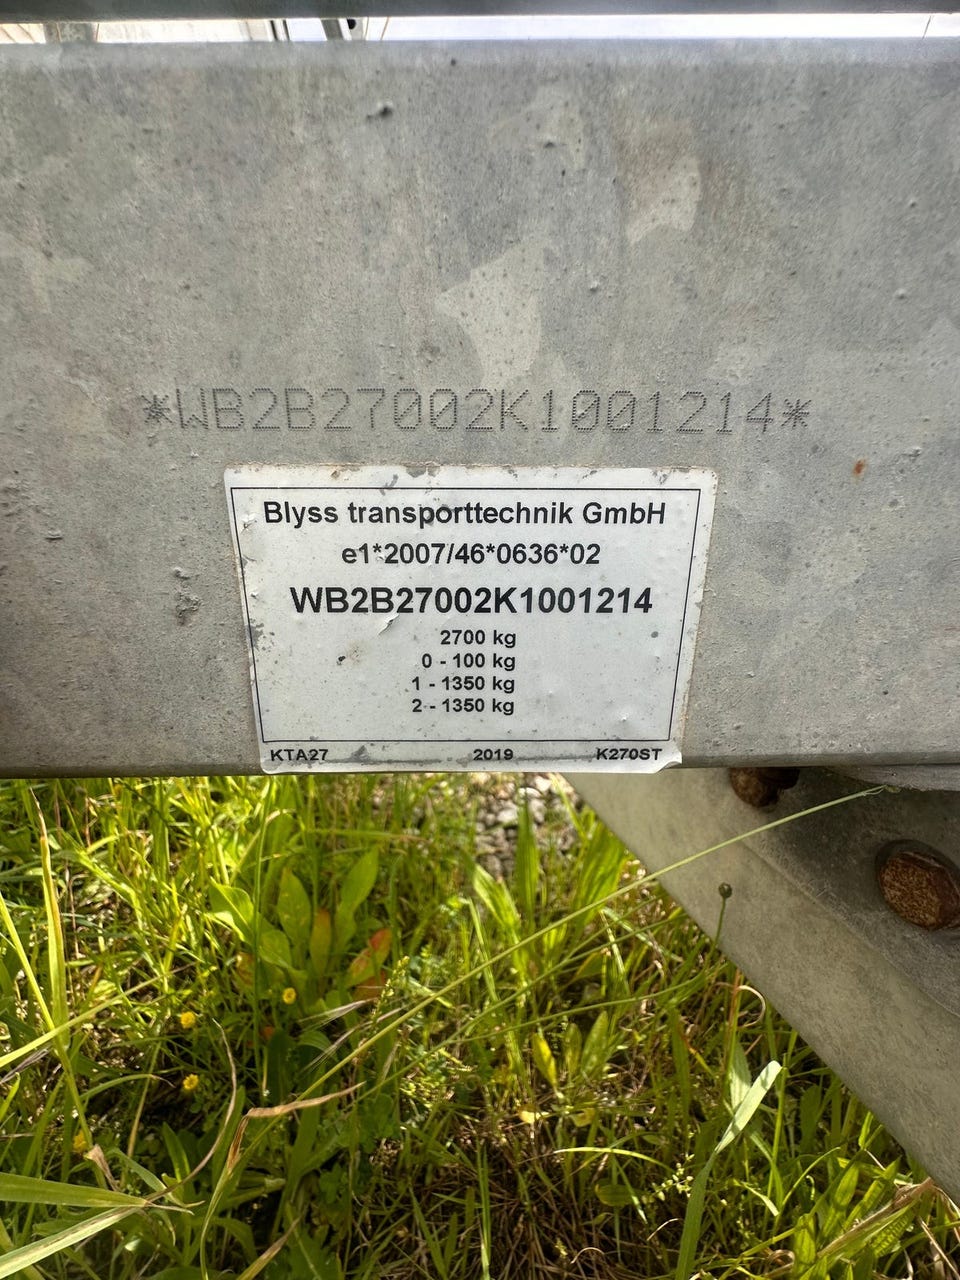 *WB2B27002K1001214*
Blyss transporttechnik GmbH
e1*2007/46*0636*02
WB2B27002K1001214
2700 kg
0 - 100 kg
1 - 1350 kg
2 - 1350 kg
KTA27 2019 K270ST